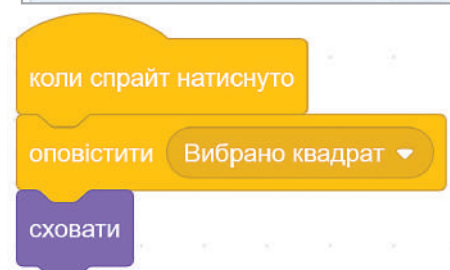 коли спрайт натиснуто
оповістити Вибрано квадрат
сховати